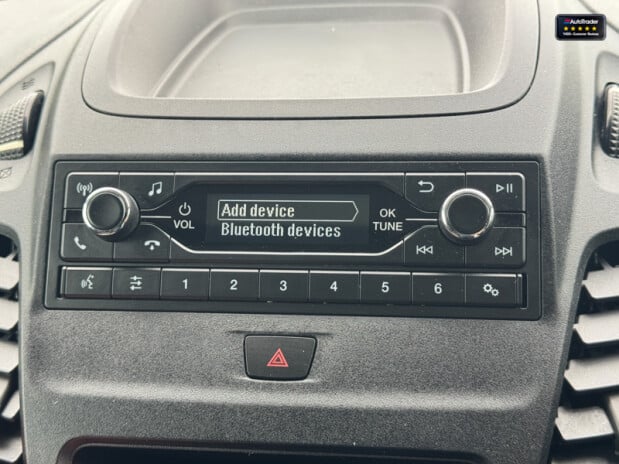 AutoTrader
Add device
Bluetooth devices
VOL
OK
TUNE
1 2 3 4 5 6